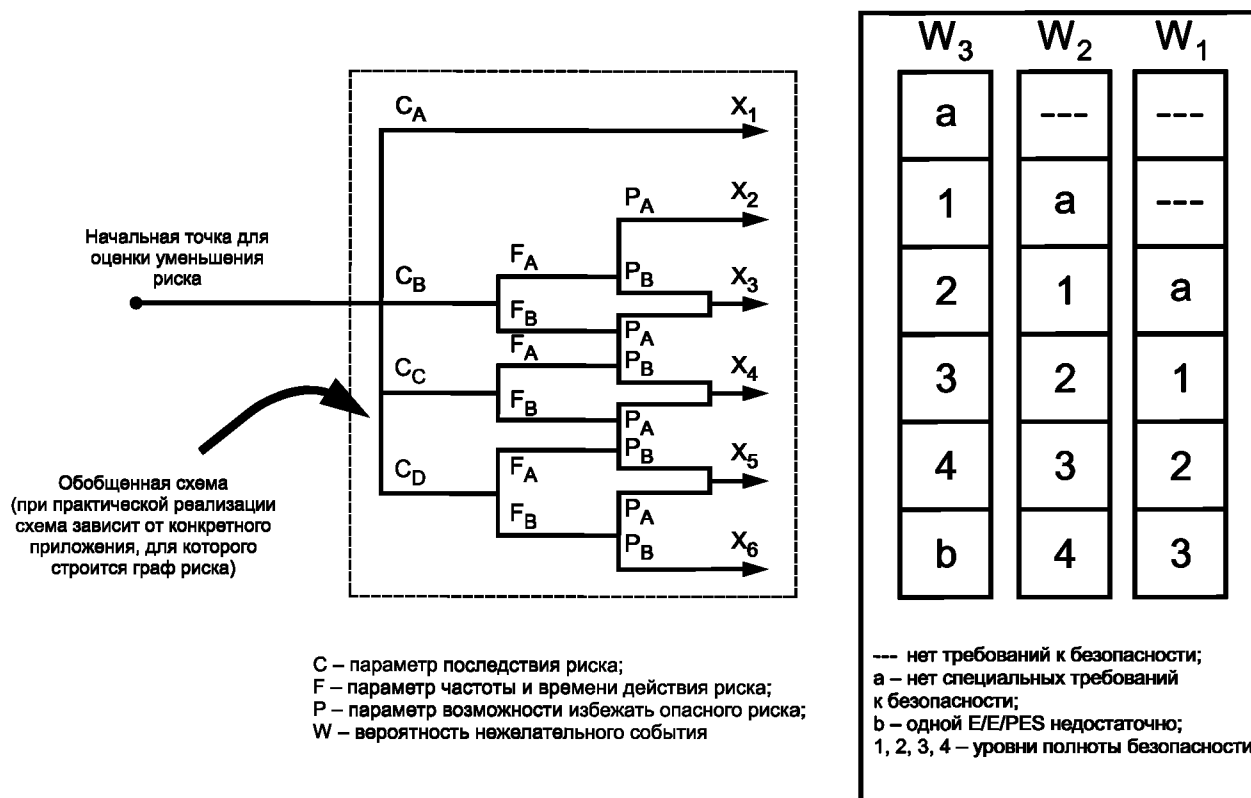 W3 W2 W1
CA X1
a --- ---
PA X2
1 a ---
Начальная точка для
оценки уменьшения
риска
FA
CB PB X3
2 1 a
FB
PA
FA
PB
CC X4
3 2 1
FB
PA
PB
CD FA X5
4 3 2
FB PA
PB X6
b 4 3
Обобщенная схема
(при практической реализации
схема зависит от конкретного
приложения, для которого
строится граф риска)
C – параметр последствия риска;
F – параметр частоты и времени действия риска;
P – параметр возможности избежать опасного риска;
W – вероятность нежелательного события
--- нет требований к безопасности;
a – нет специальных требований
к безопасности;
b – одной E/E/PES недостаточно;
1, 2, 3, 4 – уровни полноты безопасности